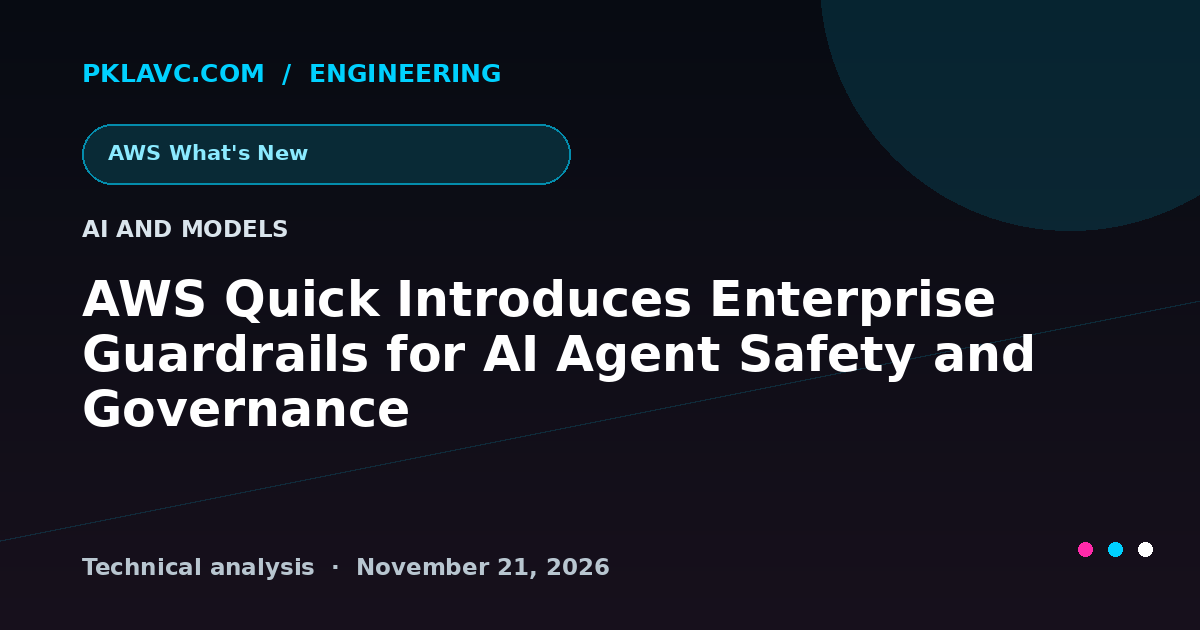 PKLAVC.COM / ENGINEERING
AWS What's New
AI AND MODELS
AWS Quick Introduces Enterprise
Guardrails for AI Agent Safety and
Governance
Technical analysis · November 21, 2026